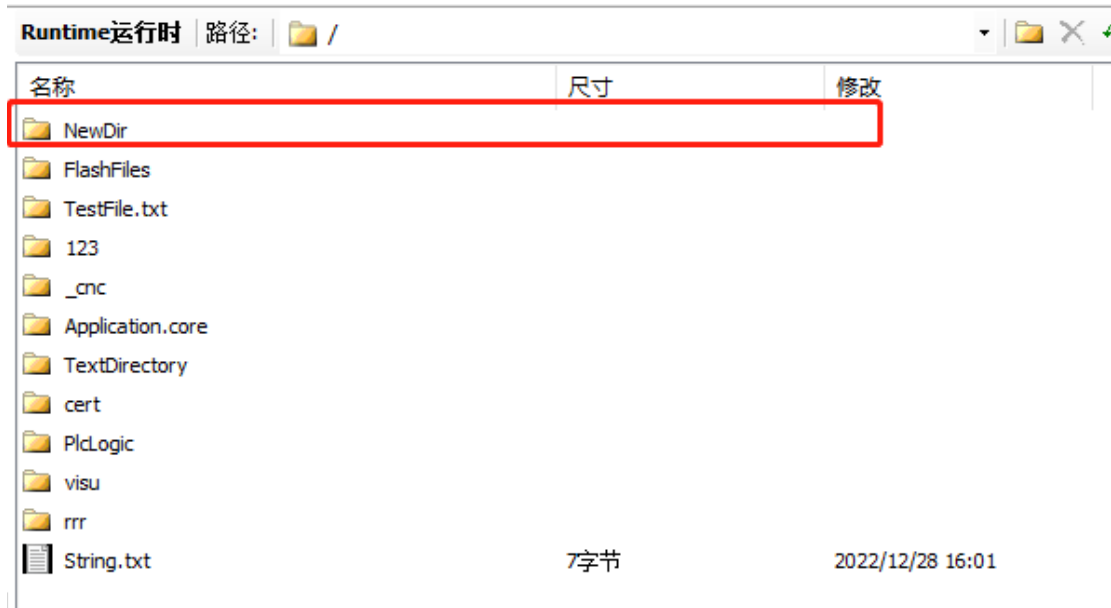 Runtime运行时 路径: /
名称 尺寸 修改
NewDir
FlashFiles
TestFile.txt
123
_cnc
Application.core
TextDirectory
cert
PlcLogic
visu
rrr
String.txt 7字节 2022/12/28 16:01